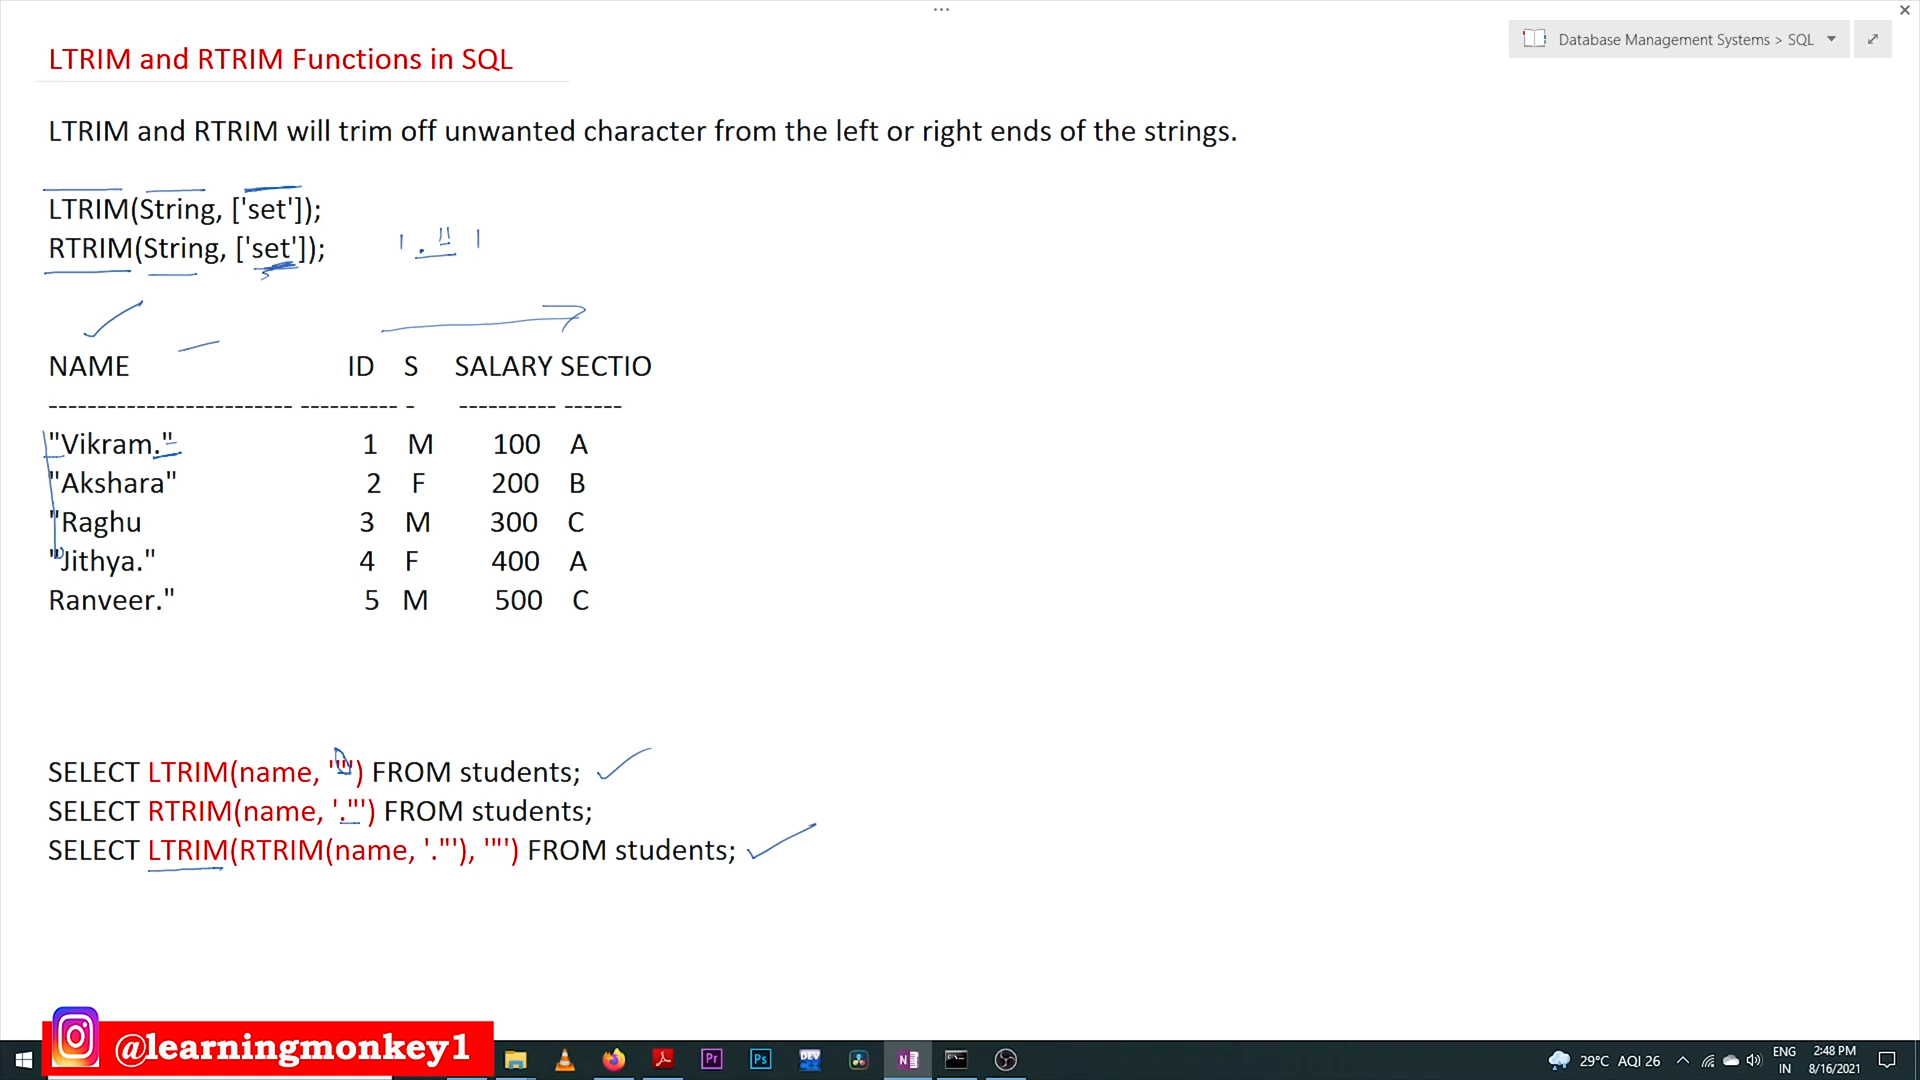 Database Management Systems > SQL
LTRIM and RTRIM Functions in SQL
LTRIM and RTRIM will trim off unwanted character from the left or right ends of the strings.
LTRIM(String, ['set']);
RTRIM(String, ['set']);
'."'
NAME ID S SALARY SECTIO
------------------------- ---------- - ---------- ------
"Vikram." 1 M 100 A
"Akshara" 2 F 200 B
"Raghu 3 M 300 C
"Jithya." 4 F 400 A
Ranveer." 5 M 500 C
SELECT LTRIM(name, '"') FROM students;
SELECT RTRIM(name, '."') FROM students;
SELECT LTRIM(RTRIM(name, '."'), '"') FROM students;
@learningmonkey1
Pr Ps DEV N
29°C AQI 26
ENG
IN
2:48 PM
8/16/2021